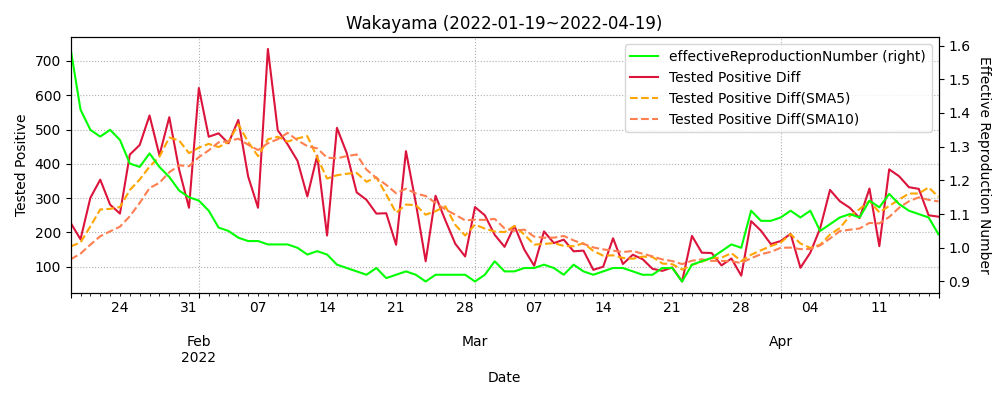 Wakayama (2022-01-19~2022-04-19)
effectiveReproductionNumber (right)
Tested Positive Diff
Tested Positive Diff(SMA5)
Tested Positive Diff(SMA10)
Tested Positive
700
600
500
400
300
200
100
Effective Reproduction Number
1.6
1.5
1.4
1.3
1.2
1.1
1.0
0.9
24 31 07 14 21 28 07 14 21 28 04 11
Feb Mar Apr
2022
Date